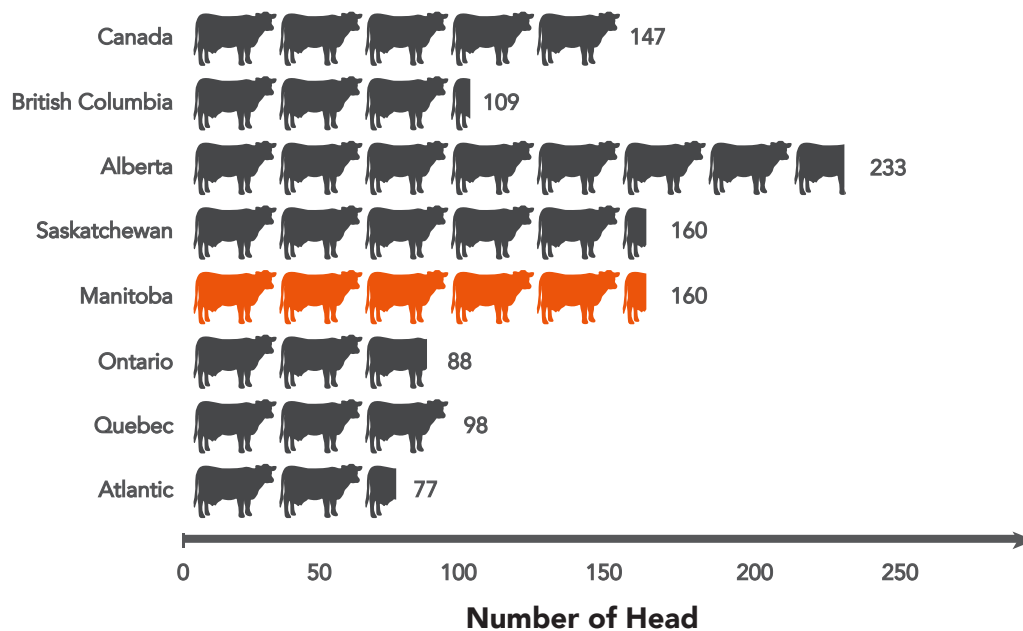 Canada 147
British Columbia 109
Alberta 233
Saskatchewan 160
Manitoba 160
Ontario 88
Quebec 98
Atlantic 77
0 50 100 150 200 250
Number of Head